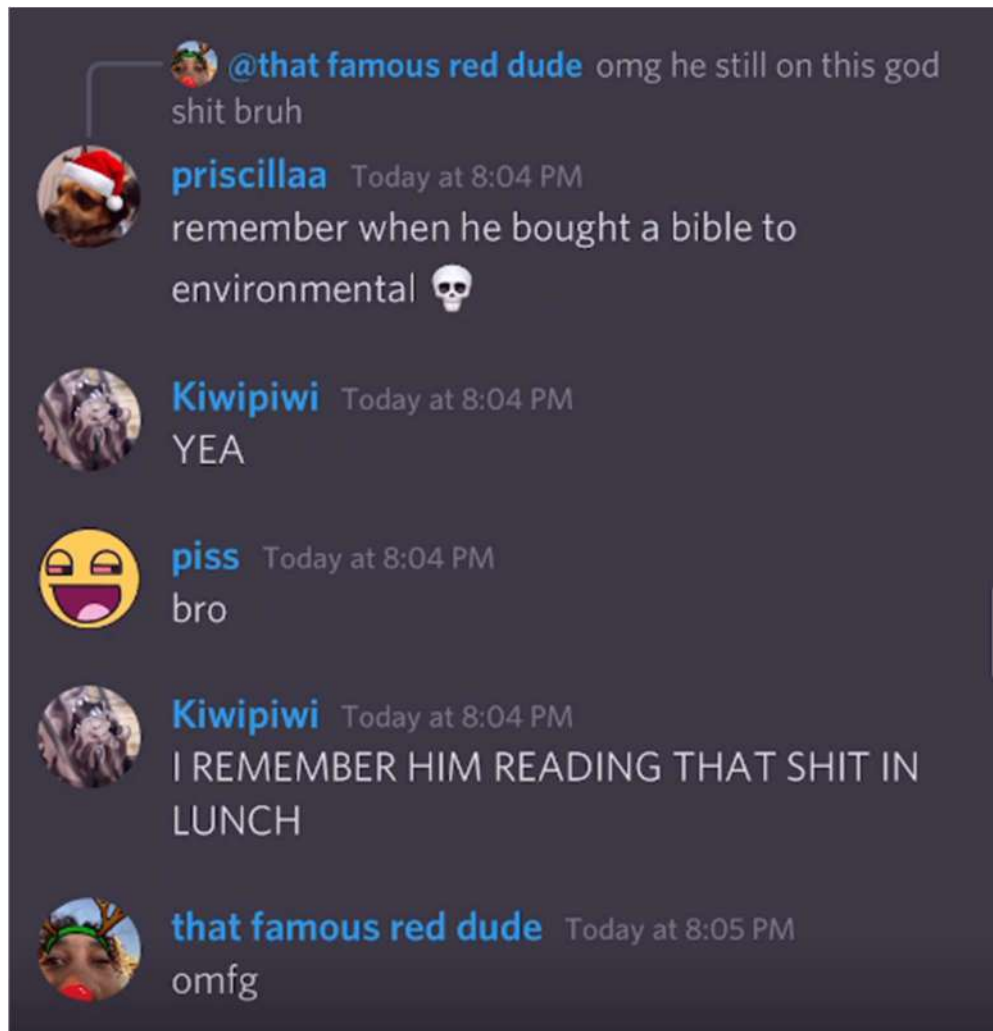 @that famous red dude omg he still on this god
shit bruh
priscillaa Today at 8:04 PM
remember when he bought a bible to
environmental 💀
Kiwipiwi Today at 8:04 PM
YEA
piss Today at 8:04 PM
bro
Kiwipiwi Today at 8:04 PM
I REMEMBER HIM READING THAT SHIT IN
LUNCH
that famous red dude Today at 8:05 PM
omfg